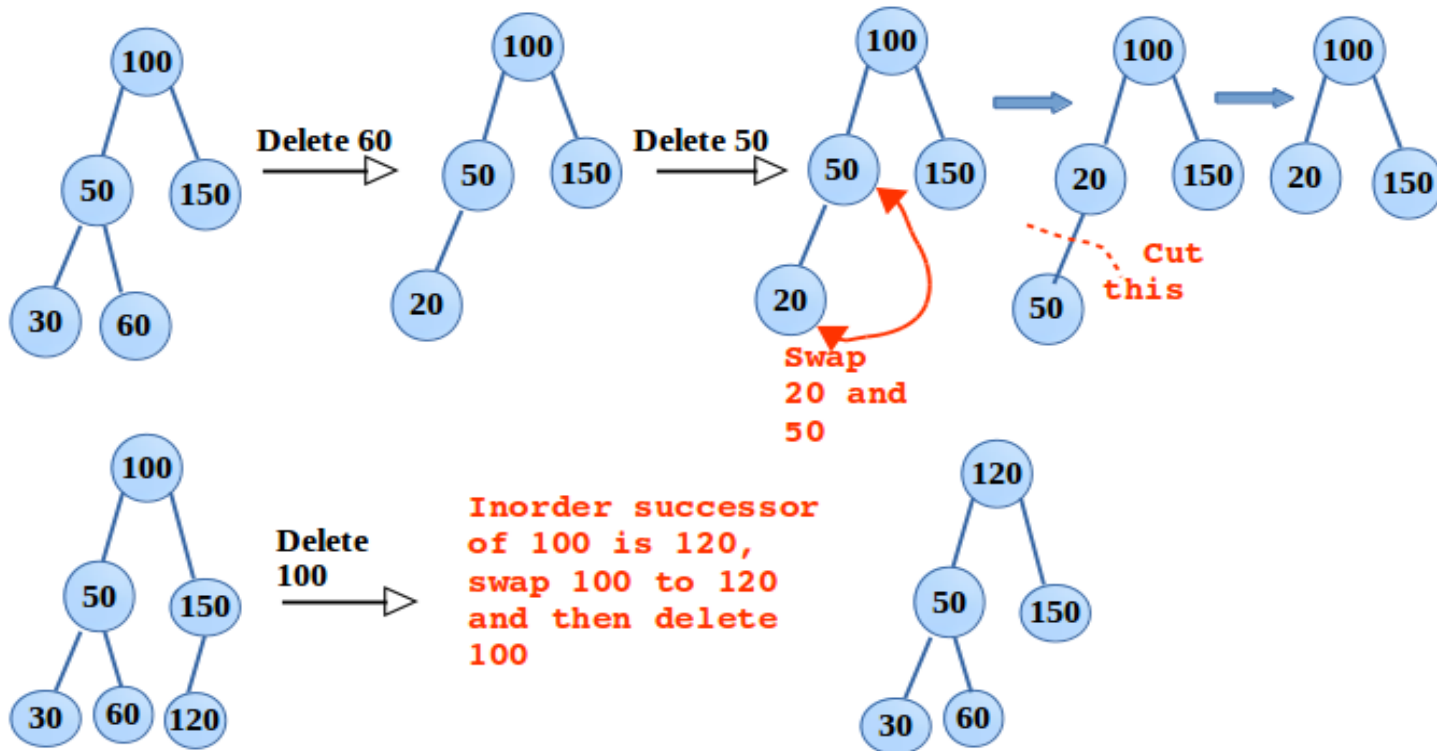 100 100 100 100 100
Delete 60 Delete 50
50 150 50 150 50 150 20 150 20 150
Cut
this
30 60 20 20 50
Swap
20 and
50
100 120
Inorder successor
of 100 is 120,
swap 100 to 120
and then delete
100
Delete
100
50 150 50 150
30 60 120 30 60